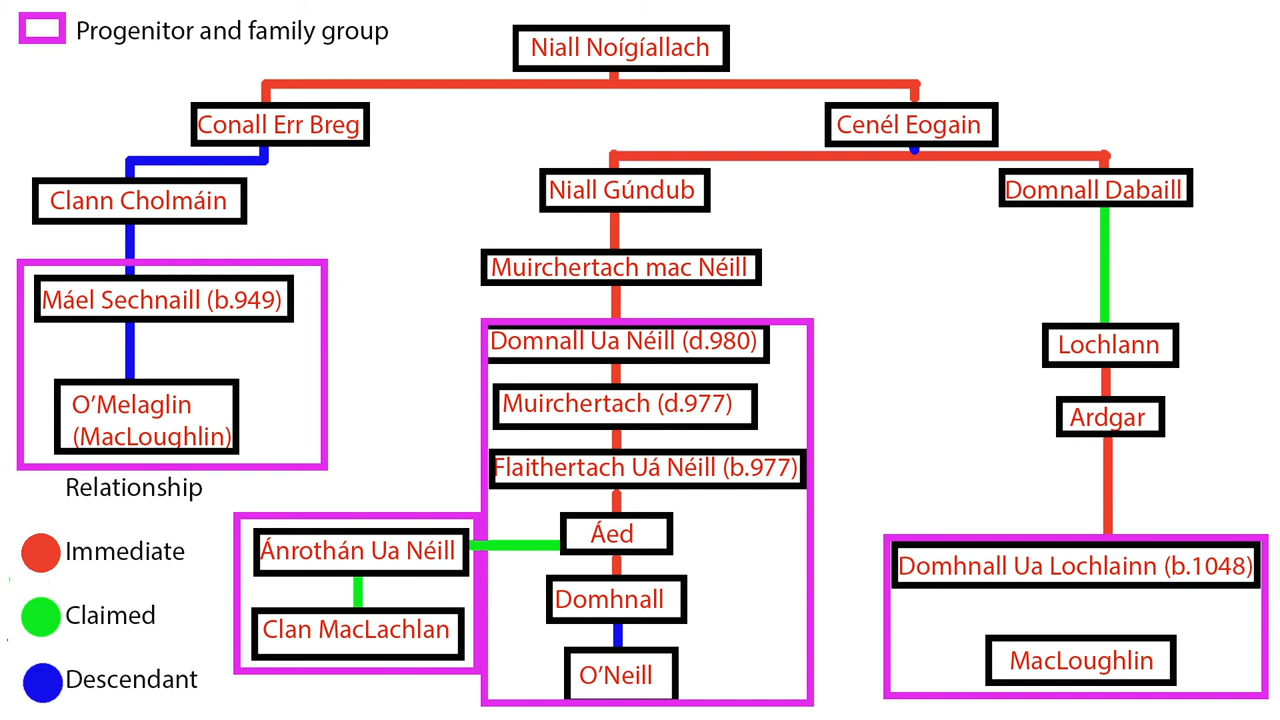 Progenitor and family group
Niall Noígíallach
Conall Err Breg
Cenél Eogain
Clann Cholmáin
Niall Gúndub
Domnall Dabaill
Muirchertach mac Néill
Máel Sechnaill (b.949)
Domnall Ua Néill (d.980)
Lochlann
O'Melaglin
(MacLoughlin)
Muirchertach (d.977)
Ardgar
Flaithertach Uá Néill (b.977)
Relationship
Immediate
Ánrothán Ua Néill
Áed
Domhnall Ua Lochlainn (b.1048)
Claimed
Clan MacLachlan
Domhnall
Descendant
O'Neill
MacLoughlin